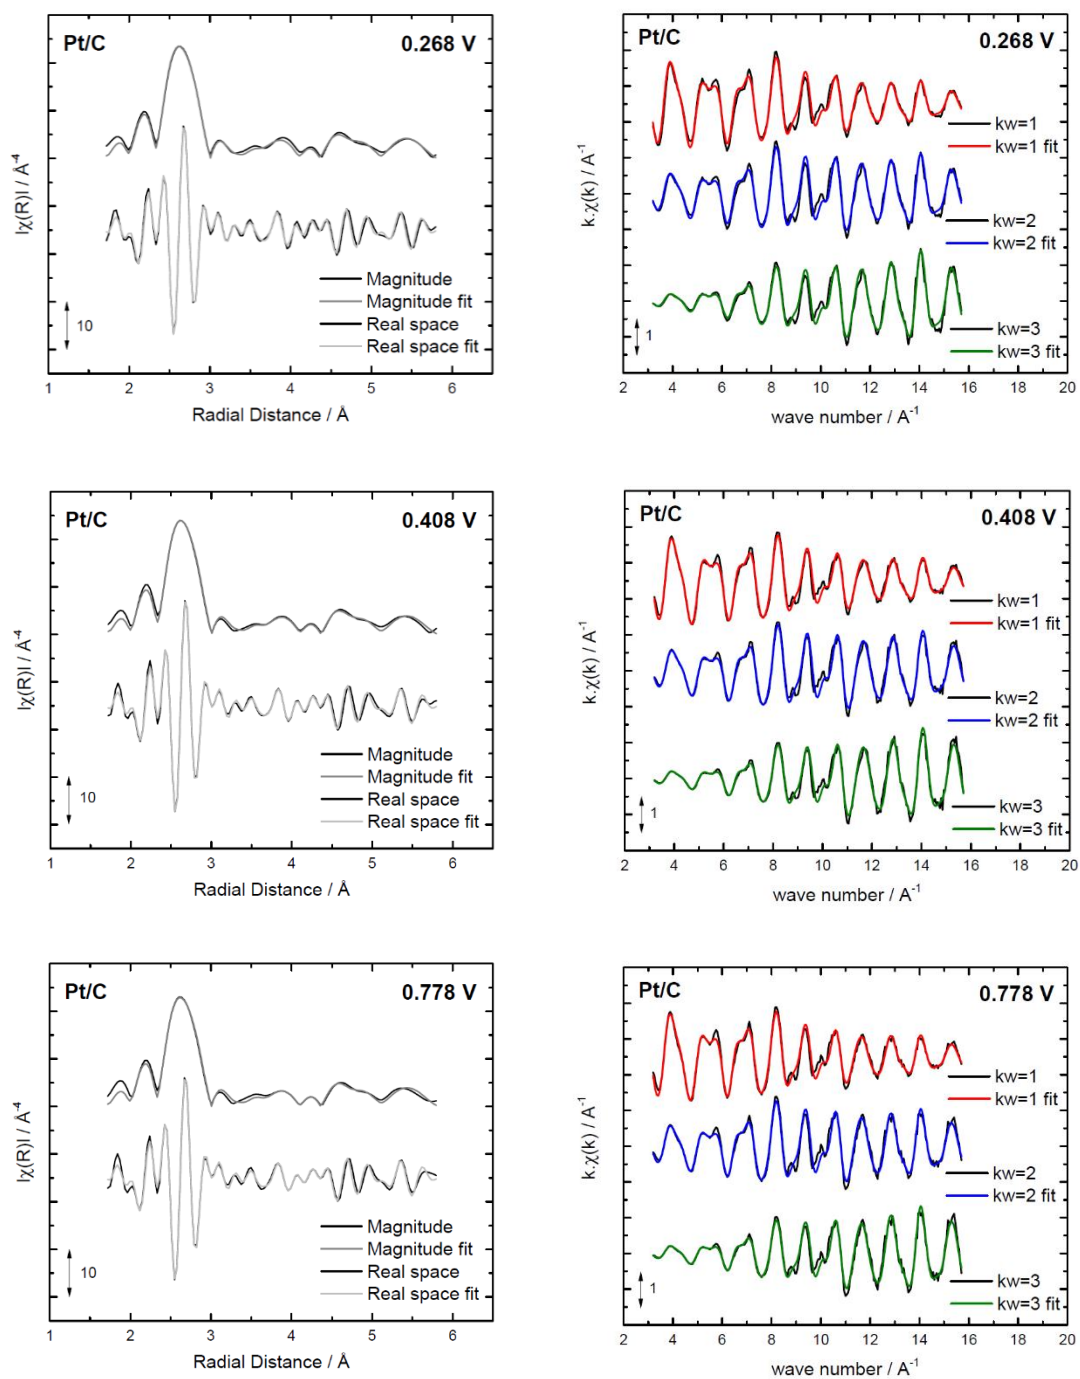 Pt/C 0.268 V
|χ(R)| / Å⁻⁴
10
Magnitude
Magnitude fit
Real space
Real space fit
1 2 3 4 5 6
Radial Distance / Å
Pt/C 0.268 V
k.χ(k) / A⁻¹
kw=1
kw=1 fit
kw=2
kw=2 fit
kw=3
kw=3 fit
1
2 4 6 8 10 12 14 16 18 20
wave number / A⁻¹
Pt/C 0.408 V
|χ(R)| / Å⁻⁴
10
Magnitude
Magnitude fit
Real space
Real space fit
1 2 3 4 5 6
Radial Distance / Å
Pt/C 0.408 V
k.χ(k) / A⁻¹
kw=1
kw=1 fit
kw=2
kw=2 fit
kw=3
kw=3 fit
1
2 4 6 8 10 12 14 16 18 20
wave number / A⁻¹
Pt/C 0.778 V
|χ(R)| / Å⁻⁴
10
Magnitude
Magnitude fit
Real space
Real space fit
1 2 3 4 5 6
Radial Distance / Å
Pt/C 0.778 V
k.χ(k) / A⁻¹
kw=1
kw=1 fit
kw=2
kw=2 fit
kw=3
kw=3 fit
1
2 4 6 8 10 12 14 16 18 20
wave number / A⁻¹